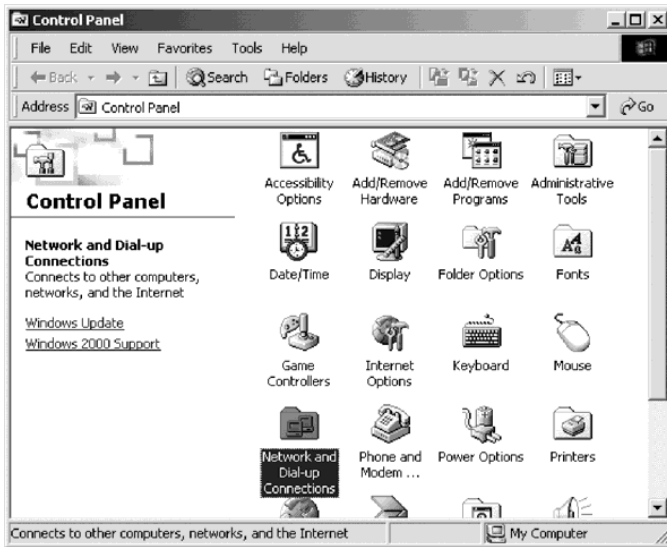 Control Panel
File Edit View Favorites Tools Help
Back Search Folders History
Address Control Panel Go
Control Panel
Network and Dial-up
Connections
Connects to other computers,
networks, and the Internet
Windows Update
Windows 2000 Support
Accessibility
Options
Add/Remove
Hardware
Add/Remove
Programs
Administrative
Tools
Date/Time
Display
Folder Options
Fonts
Game
Controllers
Internet
Options
Keyboard
Mouse
Network and
Dial-up
Connections
Phone and
Modem ...
Power Options
Printers
Connects to other computers, networks, and the Internet
My Computer